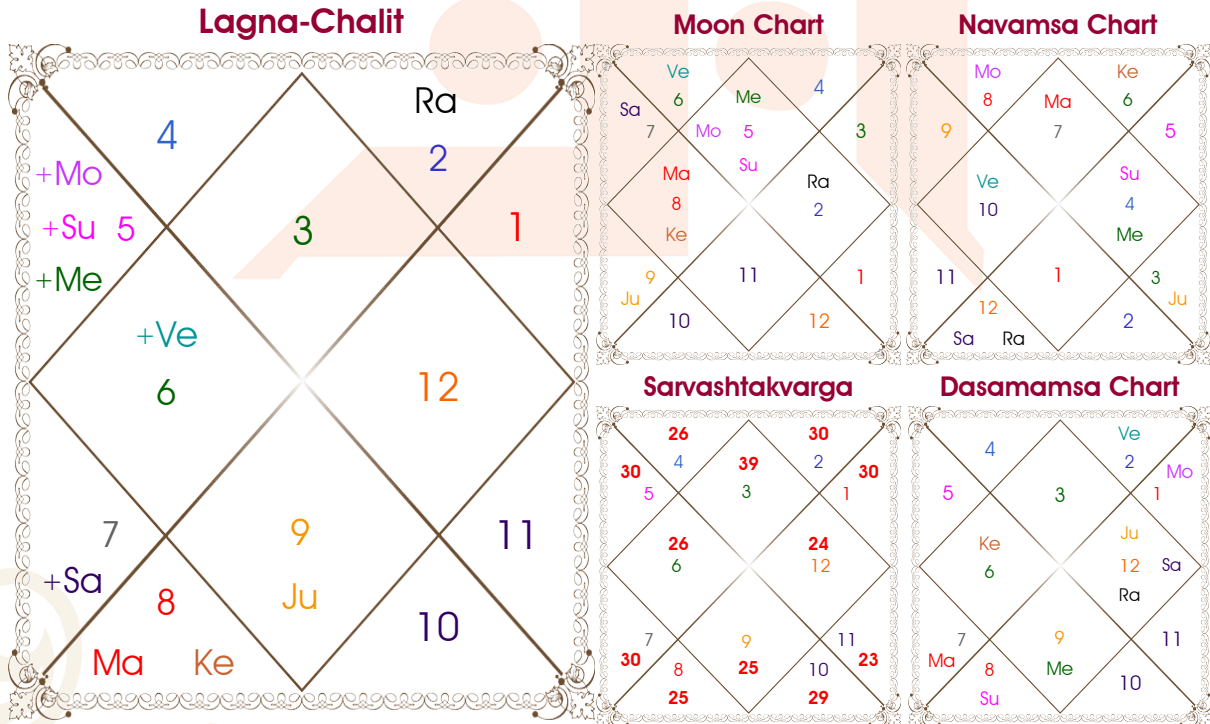 Lagna-Chalit
Ra
4
2
+Mo
+Su 5
3
1
+Me
+Ve
6
12
7
9
11
+Sa
8
Ju
10
Ma Ke
Moon Chart
Ve
4
6
Me
Sa
7
Mo 5
3
Su
Ma
Ra
8
2
Ke
9
11
1
Ju
10
12
Navamsa Chart
Mo
Ke
8
Ma
6
9
7
5
Ve
Su
10
4
Me
11
1
3
12
Ju
2
Sa Ra
Sarvashtakvarga
26
30
4
39
2
30
30
5
3
1
26
24
6
12
7
9
11
30
8
25
10
23
25
29
Dasamamsa Chart
Ve
4
2
Mo
5
3
1
Ju
Ke
12 Sa
6
Ra
7
9
11
Ma
8
Me
10
Su